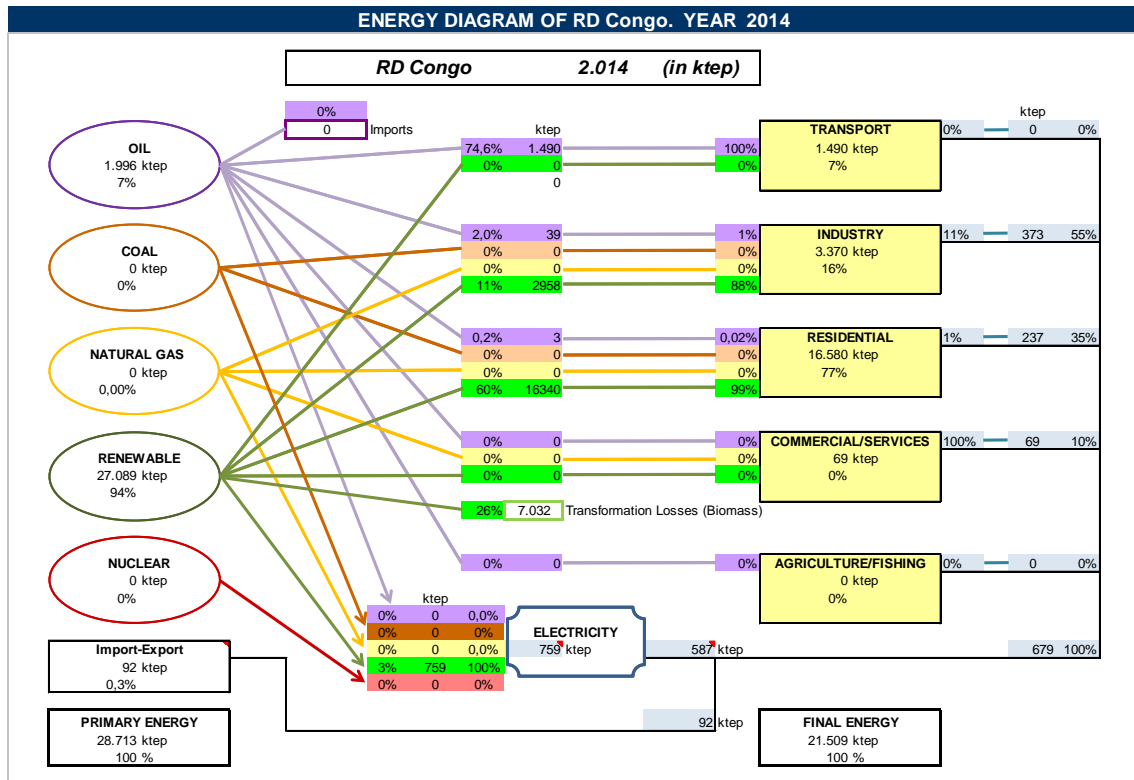 ENERGY DIAGRAM OF RD Congo. YEAR 2014
RD Congo 2.014 (in ktep)
0%
0 Imports
OIL
1.996 ktep
7%
COAL
0 ktep
0%
NATURAL GAS
0 ktep
0,00%
RENEWABLE
27.089 ktep
94%
NUCLEAR
0 ktep
0%
Import-Export
92 ktep
0,3%
PRIMARY ENERGY
28.713 ktep
100 %
ktep
74,6% 1.490 100%
0% 0 0%
0
TRANSPORT
1.490 ktep
7%
ktep
0% 0 0%
2,0% 39 1%
0% 0 0%
0% 0 0%
11% 2958 88%
INDUSTRY
3.370 ktep
16%
11% 373 55%
0,2% 3 0,02%
0% 0 0%
0% 0 0%
60% 16340 99%
RESIDENTIAL
16.580 ktep
77%
1% 237 35%
0% 0 0%
0% 0 0%
0% 0 0%
COMMERCIAL/SERVICES
69 ktep
0%
100% 69 10%
26% 7.032 Transformation Losses (Biomass)
0% 0 0%
AGRICULTURE/FISHING
0 ktep
0%
0% 0 0%
ktep
0% 0 0,0%
0% 0 0%
0% 0 0,0%
3% 759 100%
0% 0 0%
ELECTRICITY
759 ktep
587 ktep
679 100%
92 ktep
FINAL ENERGY
21.509 ktep
100 %